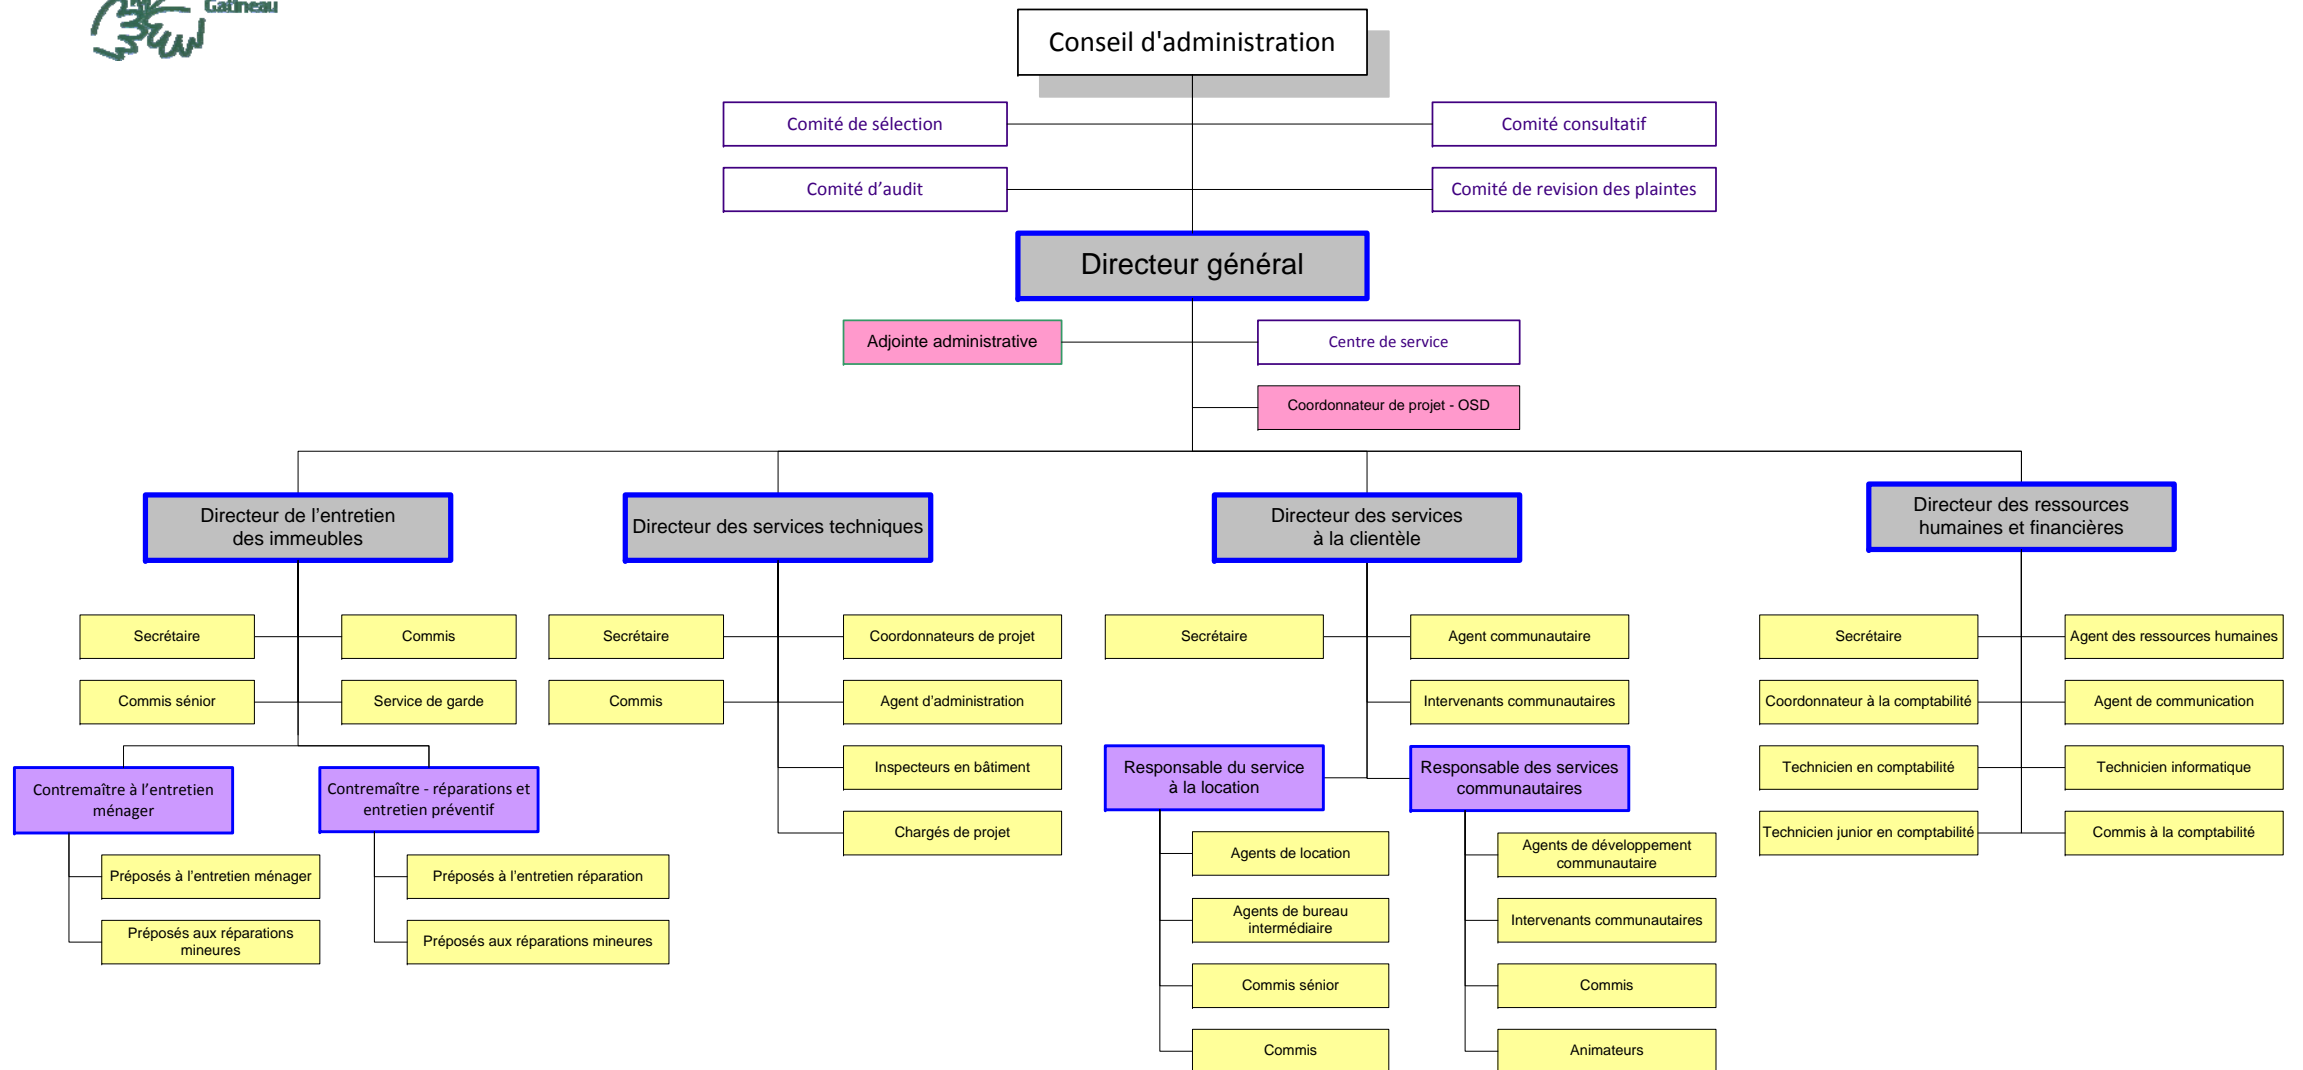 Gatineau
Conseil d'administration
Comité de sélection
Comité consultatif
Comité d'audit
Comité de revision des plaintes
Directeur général
Adjointe administrative
Centre de service
Coordonnateur de projet - OSD
Directeur de l'entretien
des immeubles
Directeur des services techniques
Directeur des services
à la clientèle
Directeur des ressources
humaines et financières
Secrétaire
Commis
Commis sénior
Service de garde
Contremaître à l'entretien
ménager
Contremaître - réparations et
entretien préventif
Préposés à l'entretien ménager
Préposés aux réparations
mineures
Préposés à l'entretien réparation
Préposés aux réparations mineures
Secrétaire
Coordonnateurs de projet
Commis
Agent d'administration
Inspecteurs en bâtiment
Chargés de projet
Secrétaire
Agent communautaire
Intervenants communautaires
Responsable du service
à la location
Responsable des services
communautaires
Agents de location
Agents de bureau
intermédiaire
Commis sénior
Commis
Agents de développement
communautaire
Intervenants communautaires
Commis
Animateurs
Secrétaire
Agent des ressources humaines
Coordonnateur à la comptabilité
Agent de communication
Technicien en comptabilité
Technicien informatique
Technicien junior en comptabilité
Commis à la comptabilité